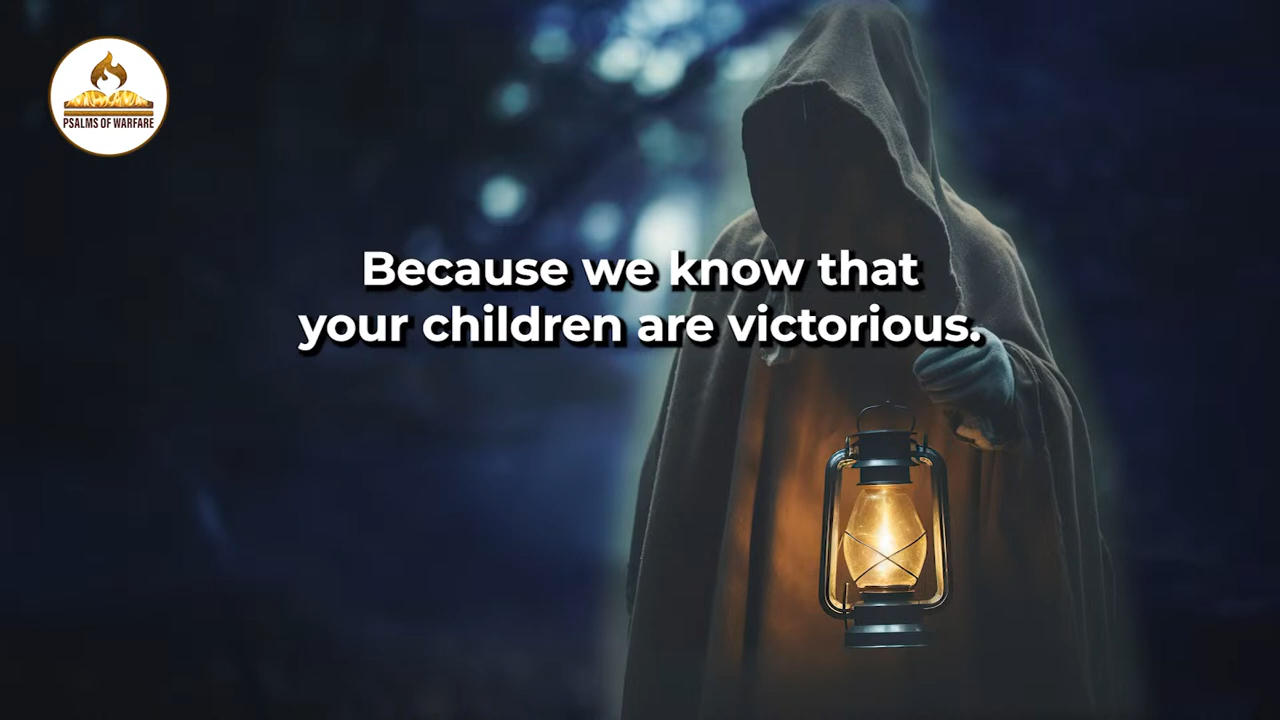 PSALMS OF WARFARE
Because we know that
your children are victorious.